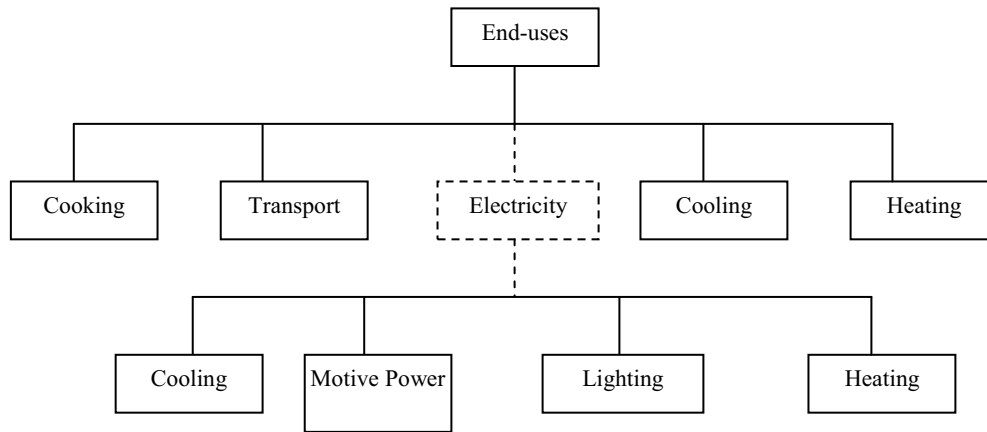 End-uses
Cooking
Transport
Electricity
Cooling
Heating
Cooling
Motive Power
Lighting
Heating